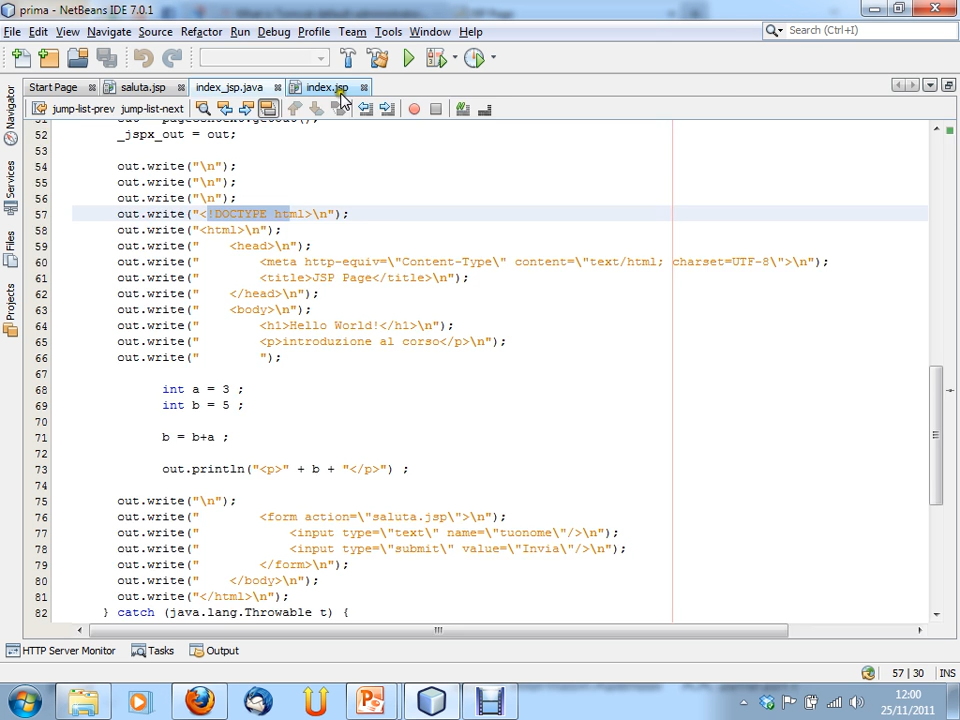 prima - NetBeans IDE 7.0.1
File Edit View Navigate Source Refactor Run Debug Profile Team Tools Window Help
Search (Ctrl+I)
Start Page saluta.jsp index_jsp.java index.jsp
jump-list-prev jump-list-next
Navigator
Services
Files
Projects
52 _jspx_out = out;
53
54 out.write("\n");
55 out.write("\n");
56 out.write("\n");
57 out.write("<!DOCTYPE html>\n");
58 out.write("<html>\n");
59 out.write("    <head>\n");
60 out.write("        <meta http-equiv=\"Content-Type\" content=\"text/html; charset=UTF-8\">\n");
61 out.write("        <title>JSP Page</title>\n");
62 out.write("    </head>\n");
63 out.write("    <body>\n");
64 out.write("        <h1>Hello World!</h1>\n");
65 out.write("        <p>introduzione al corso</p>\n");
66 out.write("        ");
67
68 int a = 3 ;
69 int b = 5 ;
70
71 b = b+a ;
72
73 out.println("<p>" + b + "</p>") ;
74
75 out.write("\n");
76 out.write("        <form action=\"saluta.jsp\">\n");
77 out.write("            <input type=\"text\" name=\"tuonome\"/>\n");
78 out.write("            <input type=\"submit\" value=\"Invia\"/>\n");
79 out.write("        </form>\n");
80 out.write("    </body>\n");
81 out.write("</html>\n");
82 } catch (java.lang.Throwable t) {
HTTP Server Monitor Tasks Output
57 | 30 INS
12:00
25/11/2011